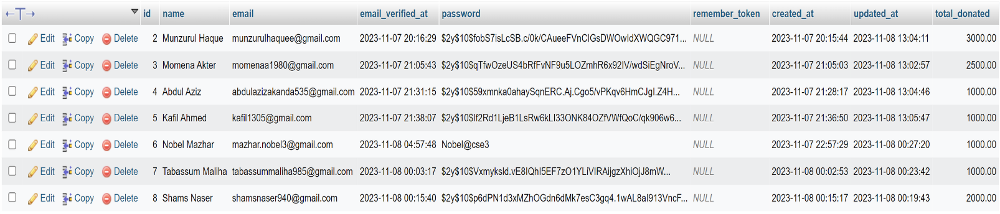 ←T→ ▼ id name email email_verified_at password remember_token created_at updated_at total_donated
Edit Copy Delete 2 Munzurul Haque munzurulhaquee@gmail.com 2023-11-07 20:16:29 $2y$10$fobS7isLcSB.c/0k/CAueeFVnClGsDWOwIdXWQGC971... NULL 2023-11-07 20:15:44 2023-11-08 13:04:11 3000.00
Edit Copy Delete 3 Momena Akter momenaa1980@gmail.com 2023-11-07 21:05:43 $2y$10$qTfwOzeUS4bRfFvNF9u5LOZmhR6x92IV/wdSiEgNroV... NULL 2023-11-07 21:05:03 2023-11-08 13:02:57 2500.00
Edit Copy Delete 4 Abdul Aziz abdulazizakanda535@gmail.com 2023-11-07 21:31:15 $2y$10$59xmnka0ahaySqnERC.Aj.Cgo5/vPKqv6HmCJgI.Z4H... NULL 2023-11-07 21:28:17 2023-11-08 13:04:46 1000.00
Edit Copy Delete 5 Kafil Ahmed kafil1305@gmail.com 2023-11-07 21:38:07 $2y$10$If2Rd1LjeB1LsRw6kLI33ONK84OZfVWfQoC/qk906w6... NULL 2023-11-07 21:36:50 2023-11-08 13:05:47 1000.00
Edit Copy Delete 6 Nobel Mazhar mazhar.nobel3@gmail.com 2023-11-08 04:57:48 Nobel@cse3 NULL 2023-11-07 22:57:29 2023-11-08 00:27:20 1000.00
Edit Copy Delete 7 Tabassum Maliha tabassummaliha985@gmail.com 2023-11-08 00:03:17 $2y$10$Vxmyksld.vE8IQhI5EF7zO1YLiVIRAijgzXhiOjJ8mW... NULL 2023-11-08 00:02:53 2023-11-08 00:23:42 1000.00
Edit Copy Delete 8 Shams Naser shamsnaser940@gmail.com 2023-11-08 00:15:40 $2y$10$p6dPN1d3xMZhOGdn6dMk7esC3gq4.1wAL8aI913VncF... NULL 2023-11-08 00:15:17 2023-11-08 00:19:43 2000.00